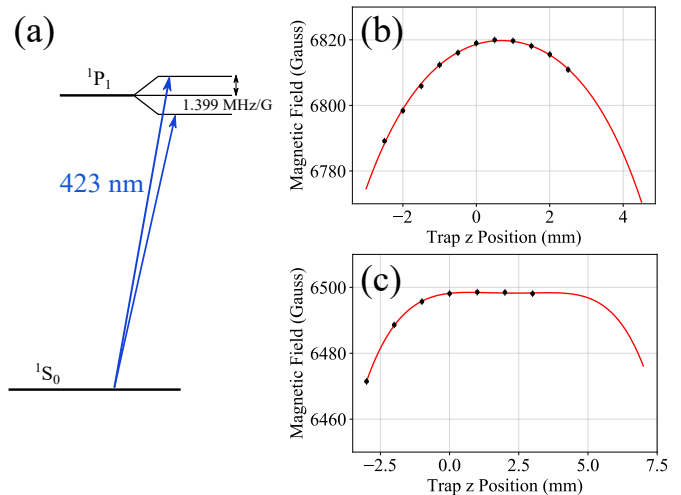 (a)
¹P₁
1.399 MHz/G
423 nm
¹S₀
(b)
Magnetic Field (Gauss)
6820
6800
6780
−2
0
2
4
Trap z Position (mm)
(c)
Magnetic Field (Gauss)
6500
6480
6460
−2.5
0.0
2.5
5.0
7.5
Trap z Position (mm)